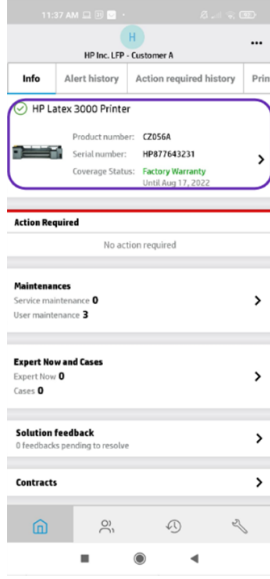 11:37 AM
H
HP Inc. LFP - Customer A
Info
Alert history
Action required history
Prin
HP Latex 3000 Printer
Product number: CZ056A
Serial number: HP877643231
Coverage Status: Factory Warranty
Until Aug 17, 2022
Action Required
No action required
Maintenances
Service maintenance 0
User maintenance 3
Expert Now and Cases
Expert Now 0
Cases 0
Solution feedback
0 feedbacks pending to resolve
Contracts